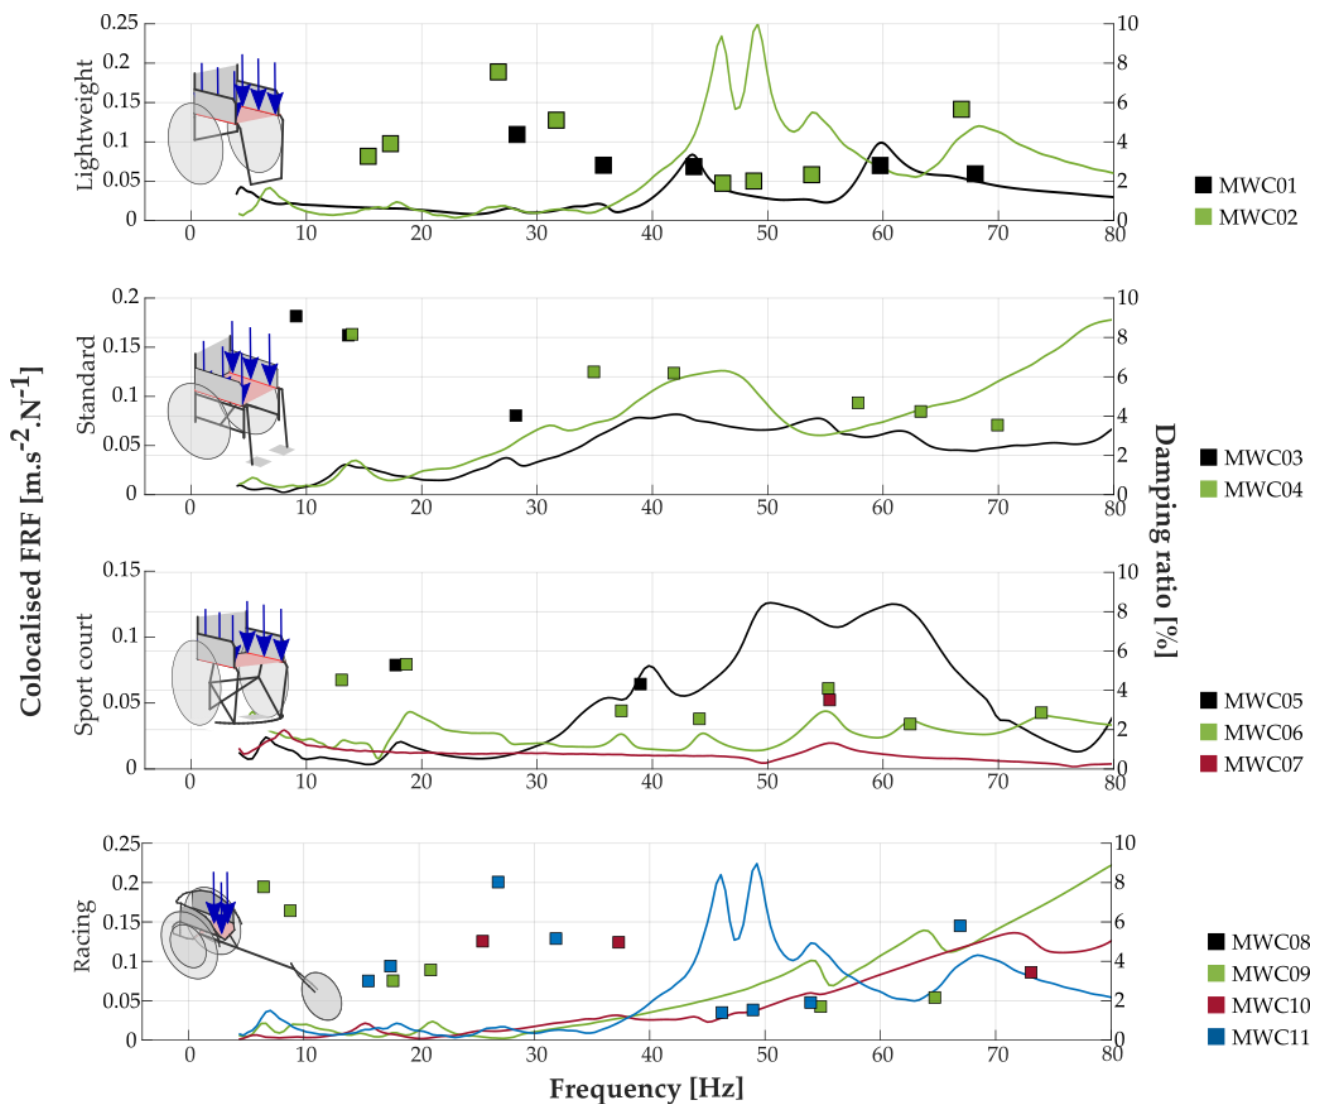 Colocalised FRF [m.s-2.N-1]
Damping ratio [%]
Frequency [Hz]
Lightweight
0.25
0.2
0.15
0.1
0.05
0
0 10 20 30 40 50 60 70 80
10
8
6
4
2
0
MWC01
MWC02
Standard
0.2
0.15
0.1
0.05
0
0 10 20 30 40 50 60 70 80
10
8
6
4
2
0
MWC03
MWC04
Sport court
0.15
0.1
0.05
0
0 10 20 30 40 50 60 70 80
10
8
6
4
2
0
MWC05
MWC06
MWC07
Racing
0.25
0.2
0.15
0.1
0.05
0
0 10 20 30 40 50 60 70 80
10
8
6
4
2
0
MWC08
MWC09
MWC10
MWC11